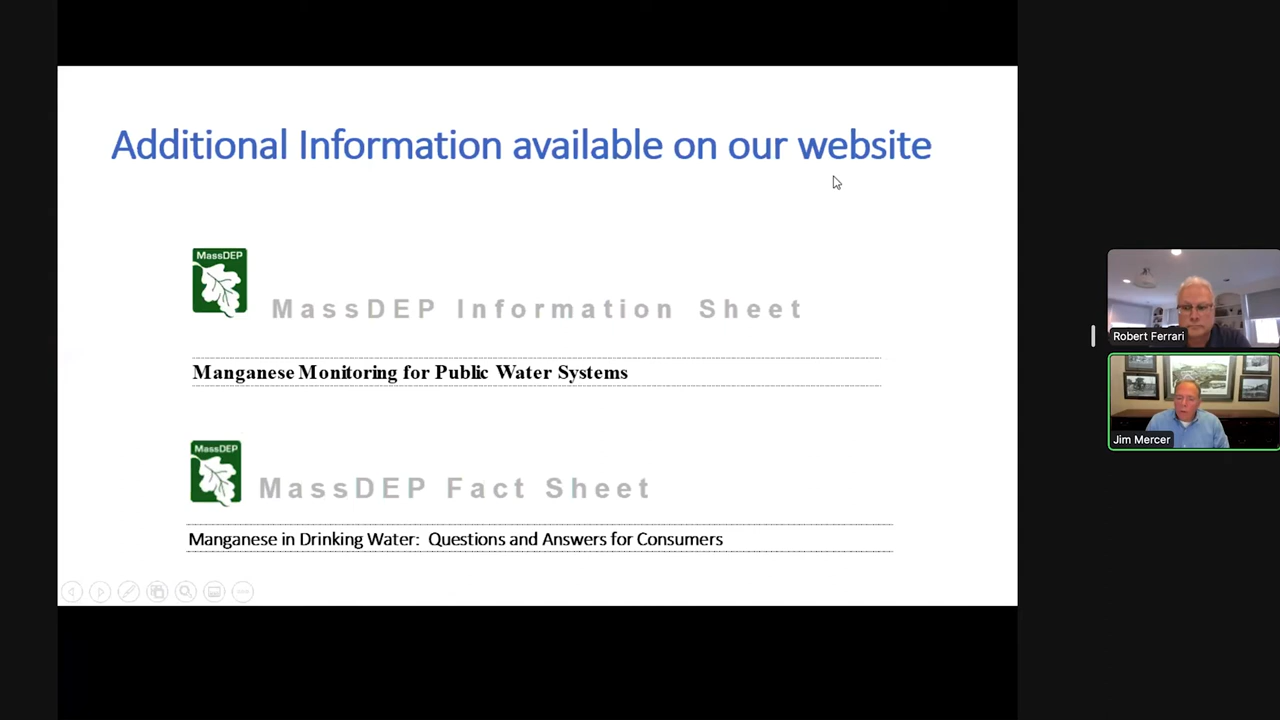 Additional Information available on our website
MassDEP
MassDEP Information Sheet
Manganese Monitoring for Public Water Systems
MassDEP
MassDEP Fact Sheet
Manganese in Drinking Water: Questions and Answers for Consumers
Robert Ferrari
Jim Mercer